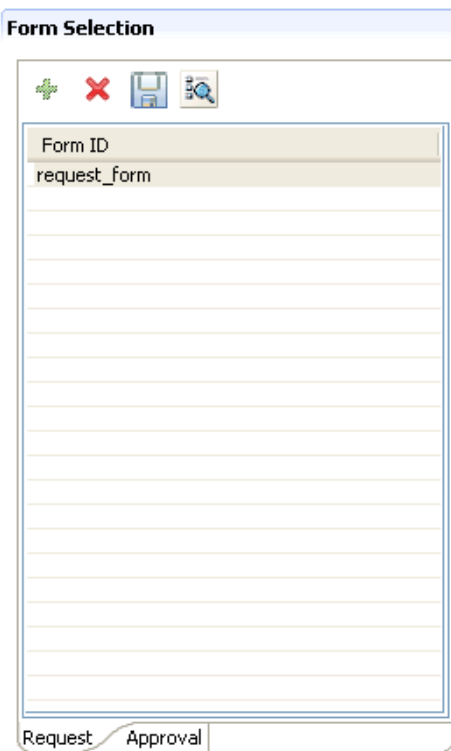 Form Selection
Form ID
request_form
Request Approval